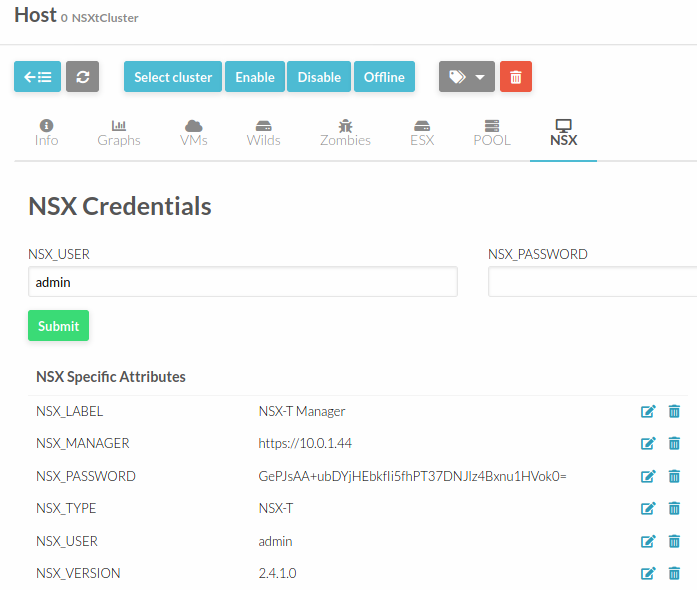 Host 0 NSXtCluster
Select cluster Enable Disable Offline
Info Graphs VMs Wilds Zombies ESX POOL NSX
NSX Credentials
NSX_USER NSX_PASSWORD
admin
Submit
NSX Specific Attributes
NSX_LABEL NSX-T Manager
NSX_MANAGER https://10.0.1.44
NSX_PASSWORD GePJsAA+ubDYjHEbkfIi5fhPT37DNJlz4Bxnu1HVok0=
NSX_TYPE NSX-T
NSX_USER admin
NSX_VERSION 2.4.1.0